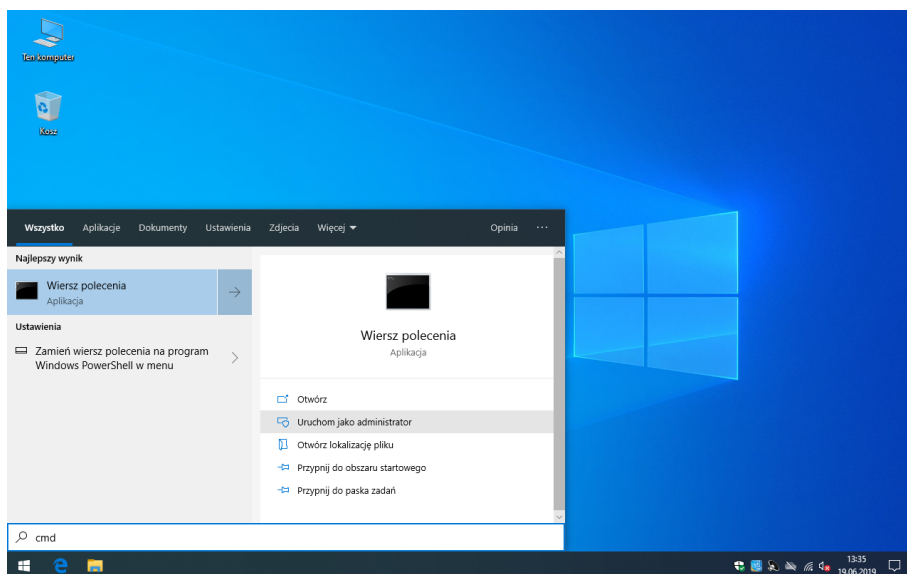 Ten komputer
Kosz
Wszystko Aplikacje Dokumenty Ustawienia Zdjecia Więcej Opinia ...
Najlepszy wynik
Wiersz polecenia
Aplikacja
Ustawienia
Zamień wiersz polecenia na program
Windows PowerShell w menu
Wiersz polecenia
Aplikacja
Otwórz
Uruchom jako administrator
Otwórz lokalizację pliku
Przypnij do obszaru startowego
Przypnij do paska zadań
cmd
13:35
19.06.2019